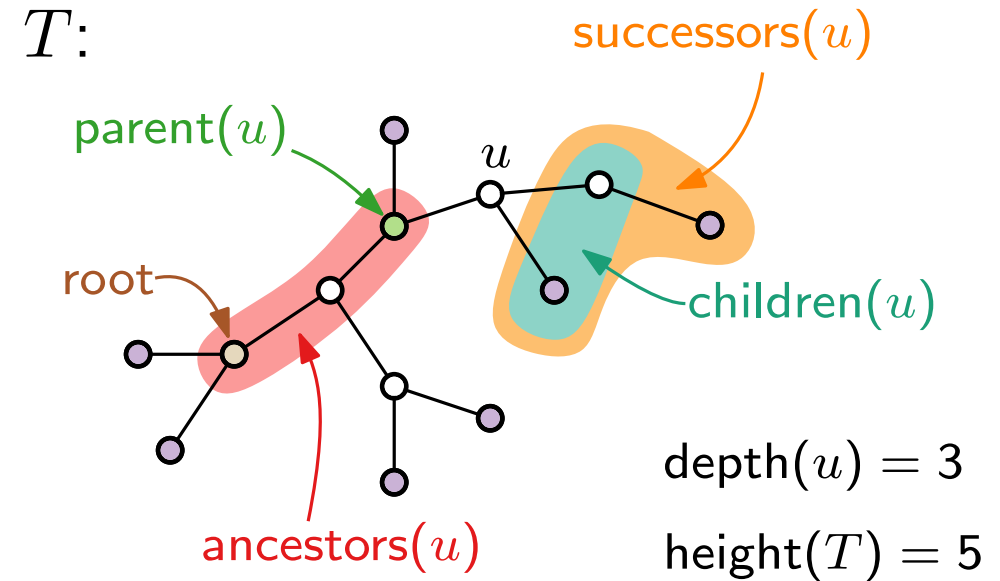 T:
successors(u)
parent(u)
u
root
children(u)
depth(u) = 3
ancestors(u)
height(T) = 5